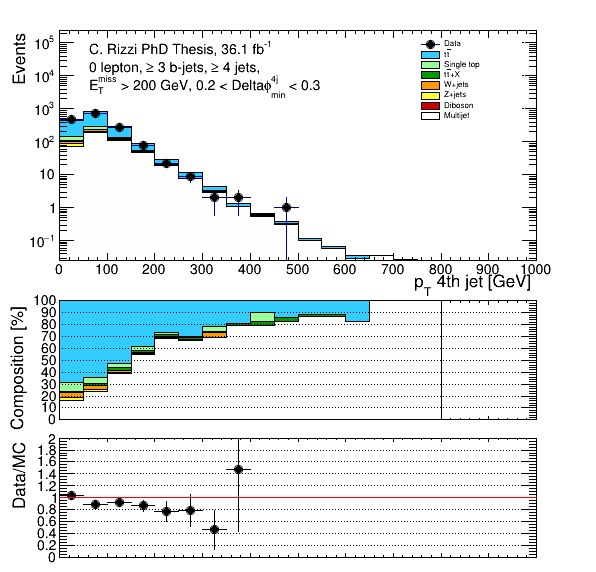 Events
10⁵
10⁴
10³
10²
10
1
10⁻¹
C. Rizzi PhD Thesis, 36.1 fb⁻¹
0 lepton, ≥ 3 b-jets, ≥ 4 jets,
E_T^miss > 200 GeV, 0.2 < Deltaϕ_min^4j < 0.3
Data
tt̄
Single top
tt̄+X
W+jets
Z+jets
Diboson
Multijet
0 100 200 300 400 500 600 700 800 900 1000
p_T 4th jet [GeV]
Composition [%]
100
90
80
70
60
50
40
30
20
10
0
Data/MC
2
1.8
1.6
1.4
1.2
1
0.8
0.6
0.4
0.2
0